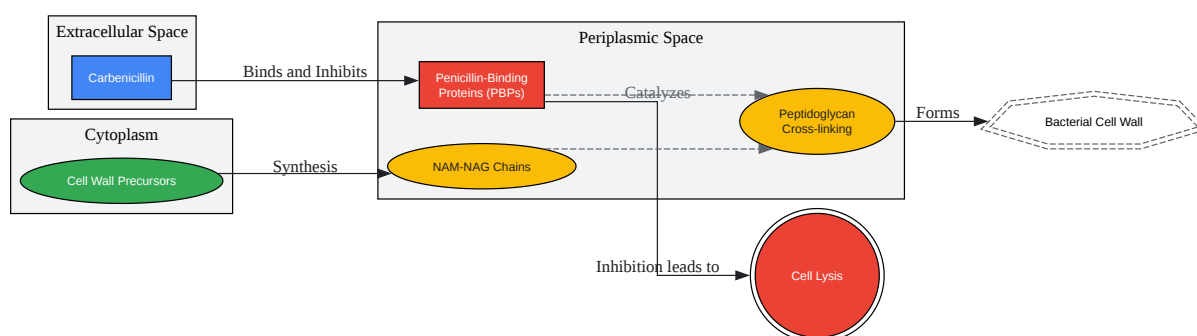 Extracellular Space
Carbenicillin
Binds and Inhibits
Cytoplasm
Cell Wall Precursors
Synthesis
Periplasmic Space
Penicillin-Binding
Proteins (PBPs)
Catalyzes
NAM-NAG Chains
Peptidoglycan
Cross-linking
Forms
Bacterial Cell Wall
Inhibition leads to
Cell Lysis